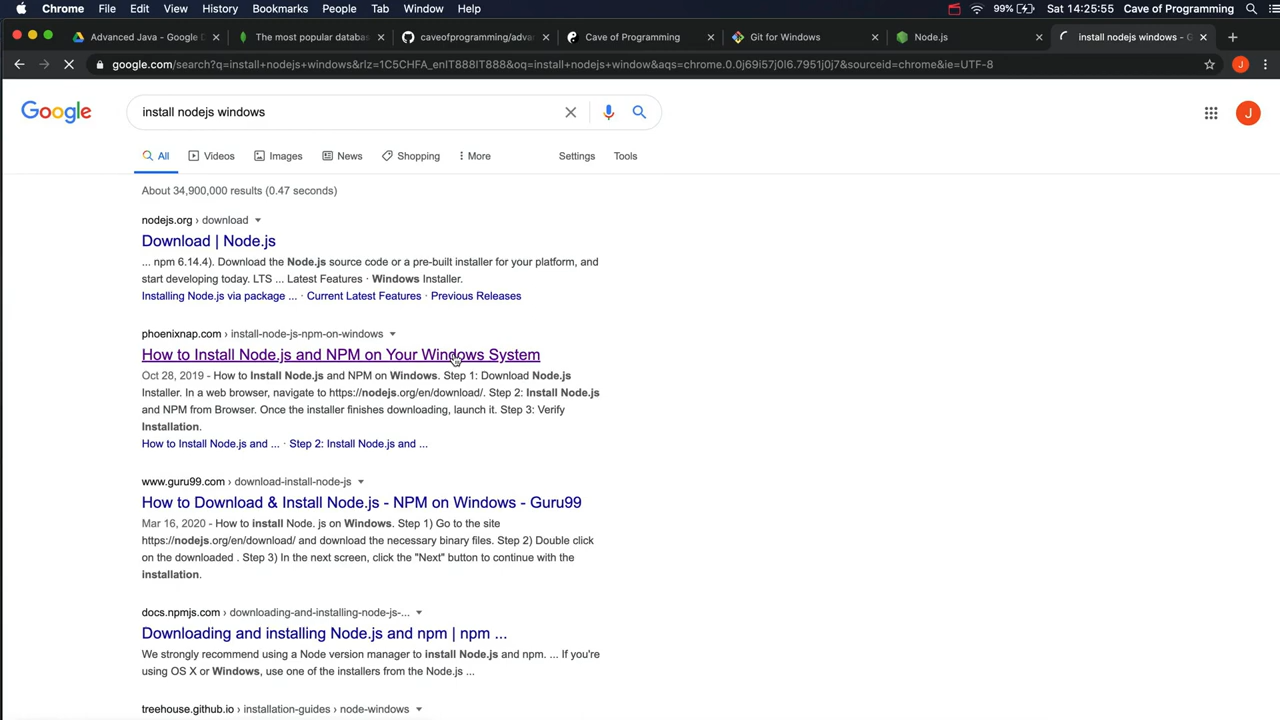 Chrome File Edit View History Bookmarks People Tab Window Help 99% Sat 14:25:55 Cave of Programming
Advanced Java - Google D
The most popular databas
caveofprogramming/adva
Cave of Programming
Git for Windows
Node.js
install nodejs windows - G
google.com/search?q=install+nodejs+windows&rlz=1C5CHFA_enIT888IT888&oq=install+nodejs+window&aqs=chrome.0.0j69i57j0l6.7951j0j7&sourceid=chrome&ie=UTF-8
J
Google
install nodejs windows
J
All Videos Images News Shopping More Settings Tools
About 34,900,000 results (0.47 seconds)
nodejs.org › download
Download | Node.js
... npm 6.14.4). Download the Node.js source code or a pre-built installer for your platform, and
start developing today. LTS ... Latest Features · Windows Installer.
Installing Node.js via package ... · Current Latest Features · Previous Releases
phoenixnap.com › install-node-js-npm-on-windows
How to Install Node.js and NPM on Your Windows System
Oct 28, 2019 - How to Install Node.js and NPM on Windows. Step 1: Download Node.js
Installer. In a web browser, navigate to https://nodejs.org/en/download/. Step 2: Install Node.js
and NPM from Browser. Once the installer finishes downloading, launch it. Step 3: Verify
Installation.
How to Install Node.js and ... · Step 2: Install Node.js and ...
www.guru99.com › download-install-node-js
How to Download & Install Node.js - NPM on Windows - Guru99
Mar 16, 2020 - How to install Node. js on Windows. Step 1) Go to the site
https://nodejs.org/en/download/ and download the necessary binary files. Step 2) Double click
on the downloaded . Step 3) In the next screen, click the "Next" button to continue with the
installation.
docs.npmjs.com › downloading-and-installing-node-js-...
Downloading and installing Node.js and npm | npm ...
We strongly recommend using a Node version manager to install Node.js and npm. ... If you're
using OS X or Windows, use one of the installers from the Node.js ...
treehouse.github.io › installation-guides › node-windows